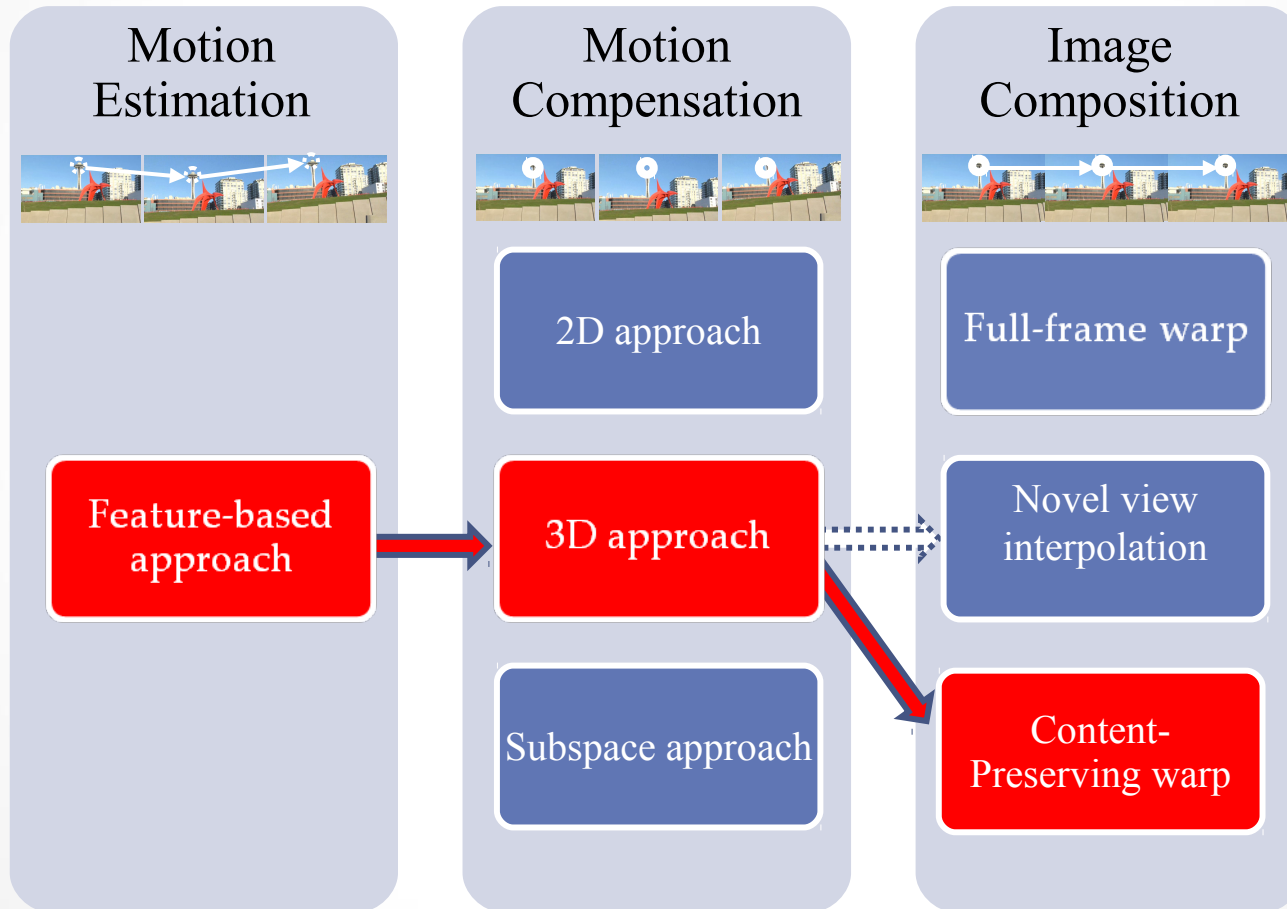 Motion
Estimation
Feature-based
approach
Motion
Compensation
2D approach
3D approach
Subspace approach
Image
Composition
Full-frame warp
Novel view
interpolation
Content-
Preserving warp